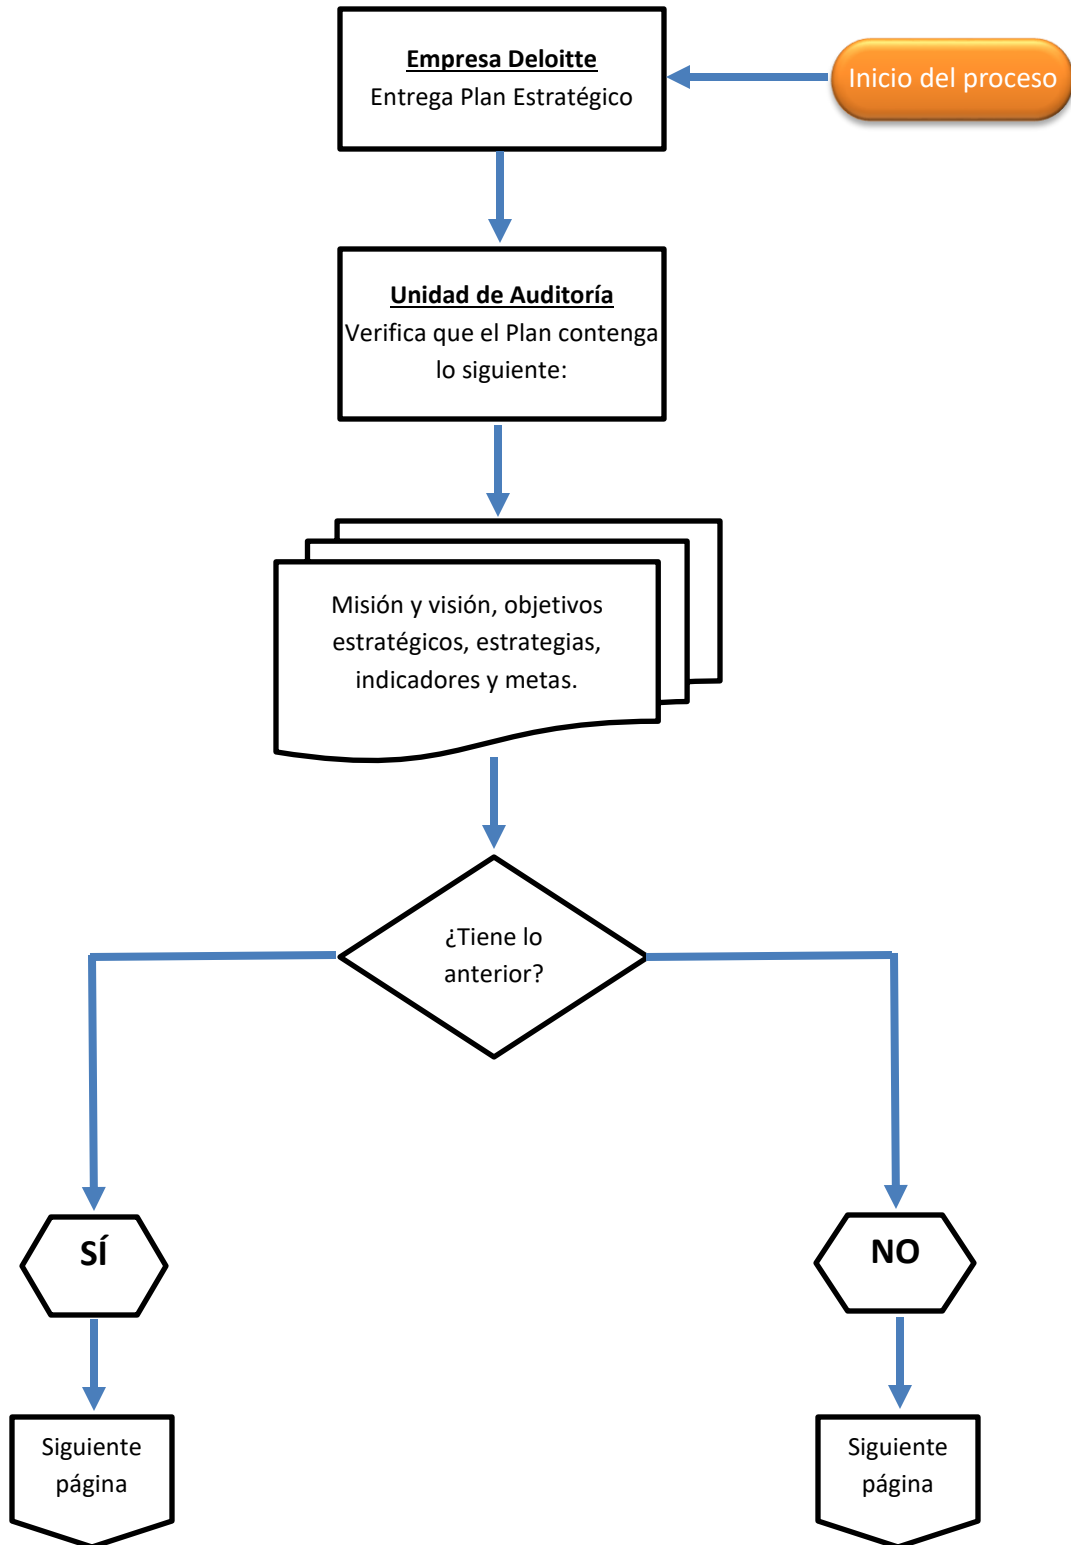 Empresa Deloitte
Entrega Plan Estratégico
Inicio del proceso
Unidad de Auditoría
Verifica que el Plan contenga
lo siguiente:
Misión y visión, objetivos
estratégicos, estrategias,
indicadores y metas.
¿Tiene lo
anterior?
SÍ
NO
Siguiente
página
Siguiente
página